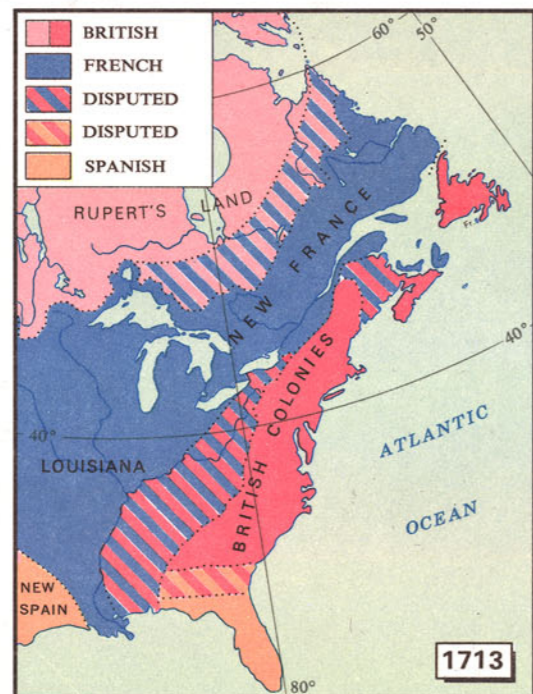 BRITISH
FRENCH
DISPUTED
DISPUTED
SPANISH
60°
50°
RUPERT'S LAND
NEW FRANCE
Fr.
40°
BRITISH COLONIES
40°
LOUISIANA
ATLANTIC
OCEAN
NEW
SPAIN
80°
1713